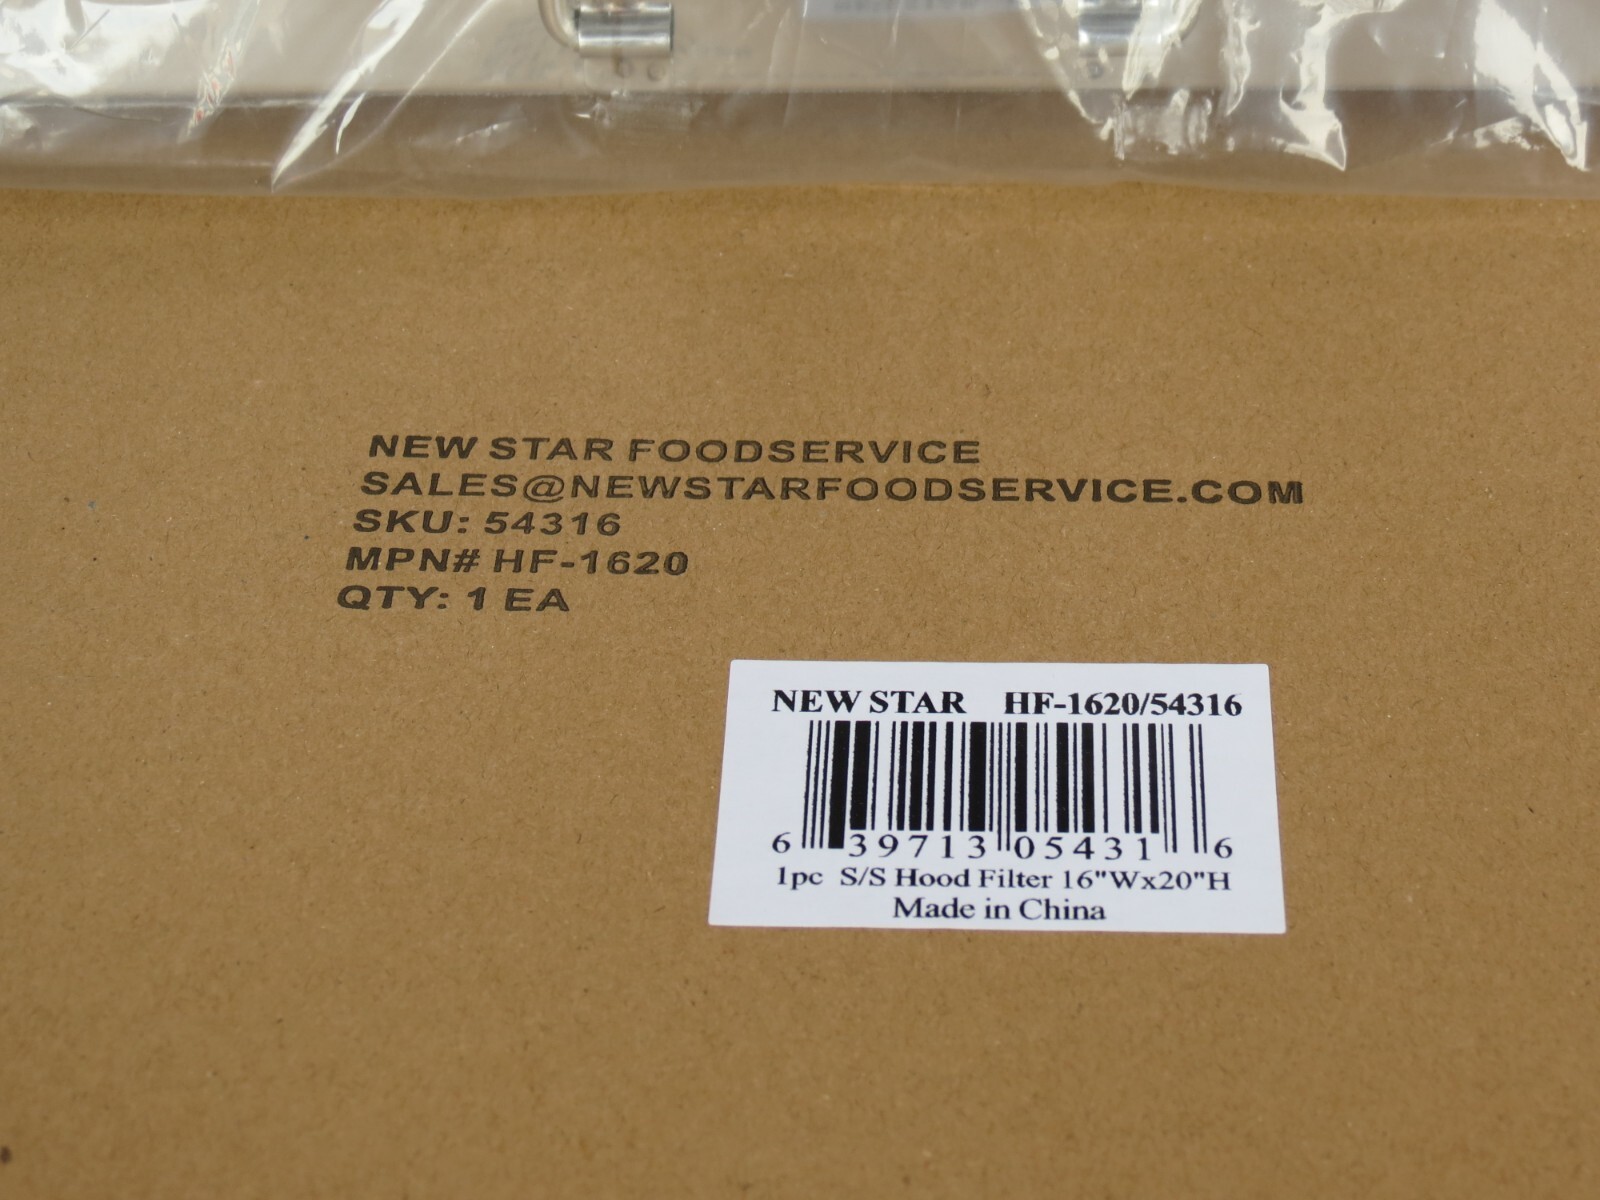 NEW STAR FOODSERVICE
SALES@NEWSTARFOODSERVICE.COM
SKU: 54316
MPN# HF-1620
QTY: 1 EA
NEW STAR HF-1620/54316
6 39713 05431 6
1pc S/S Hood Filter 16"Wx20"H
Made in China